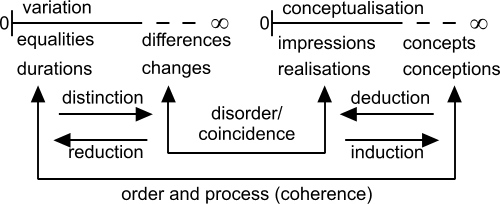 variation
0 ∞
equalities differences
durations changes
conceptualisation
0 ∞
impressions concepts
realisations conceptions
distinction
reduction
disorder/
coincidence
deduction
induction
order and process (coherence)